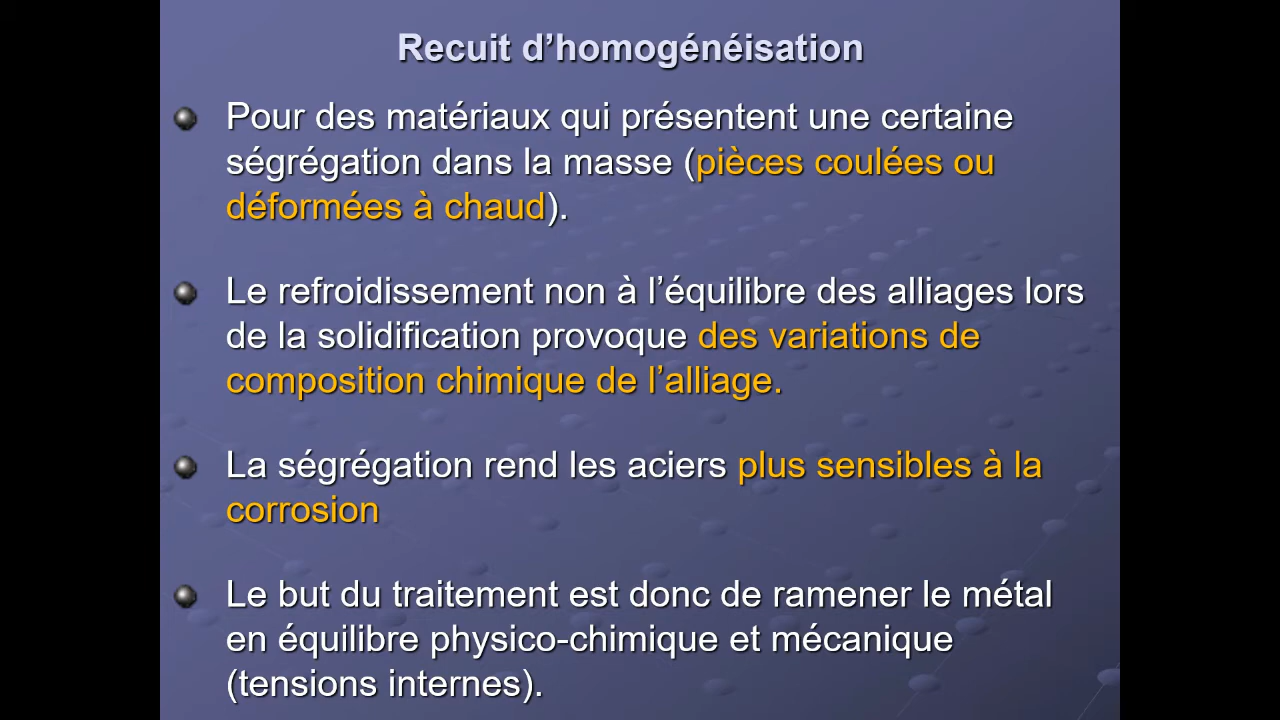 Recuit d’homogénéisation
Pour des matériaux qui présentent une certaine
ségrégation dans la masse (pièces coulées ou
déformées à chaud).
Le refroidissement non à l’équilibre des alliages lors
de la solidification provoque des variations de
composition chimique de l’alliage.
La ségrégation rend les aciers plus sensibles à la
corrosion
Le but du traitement est donc de ramener le métal
en équilibre physico-chimique et mécanique
(tensions internes).